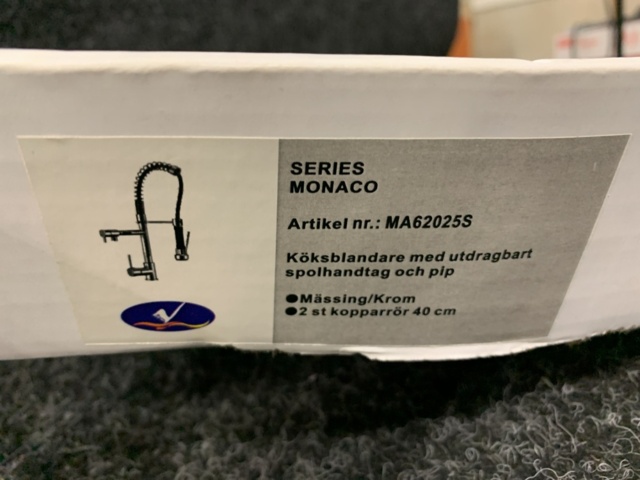 SERIES
MONACO
Artikel nr.: MA62025S
Köksblandare med utdragbart
spolhandtag och pip
●Mässing/Krom
●2 st kopparrör 40 cm